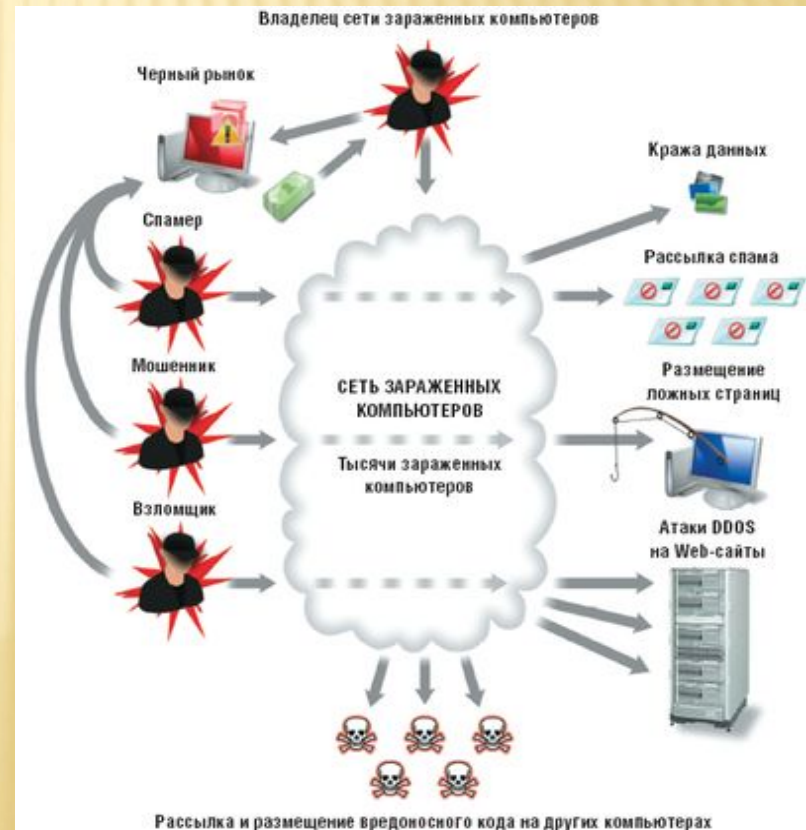 Владелец сети зараженных компьютеров
Черный рынок
Кража данных
Спамер
Рассылка спама
Мошенник
Размещение
ложных страниц
СЕТЬ ЗАРАЖЕННЫХ
КОМПЬЮТЕРОВ
Тысячи зараженных
компьютеров
Взломщик
Атаки DDOS
на Web-сайты
Рассылка и размещение вредоносного кода на других компьютерах